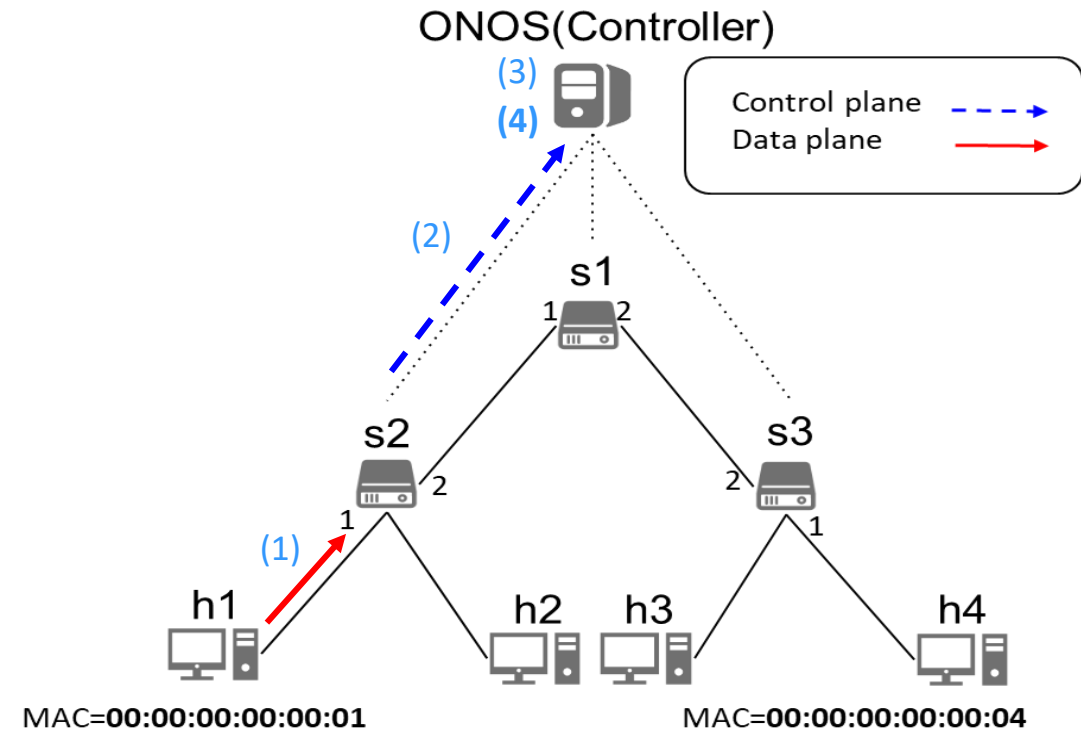 ONOS(Controller)
(3)
(4)
Control plane
Data plane
(2)
s1
1 2
s2
s3
2
2
1
1
(1)
h1
h2
h3
h4
MAC=00:00:00:00:00:01
MAC=00:00:00:00:00:04